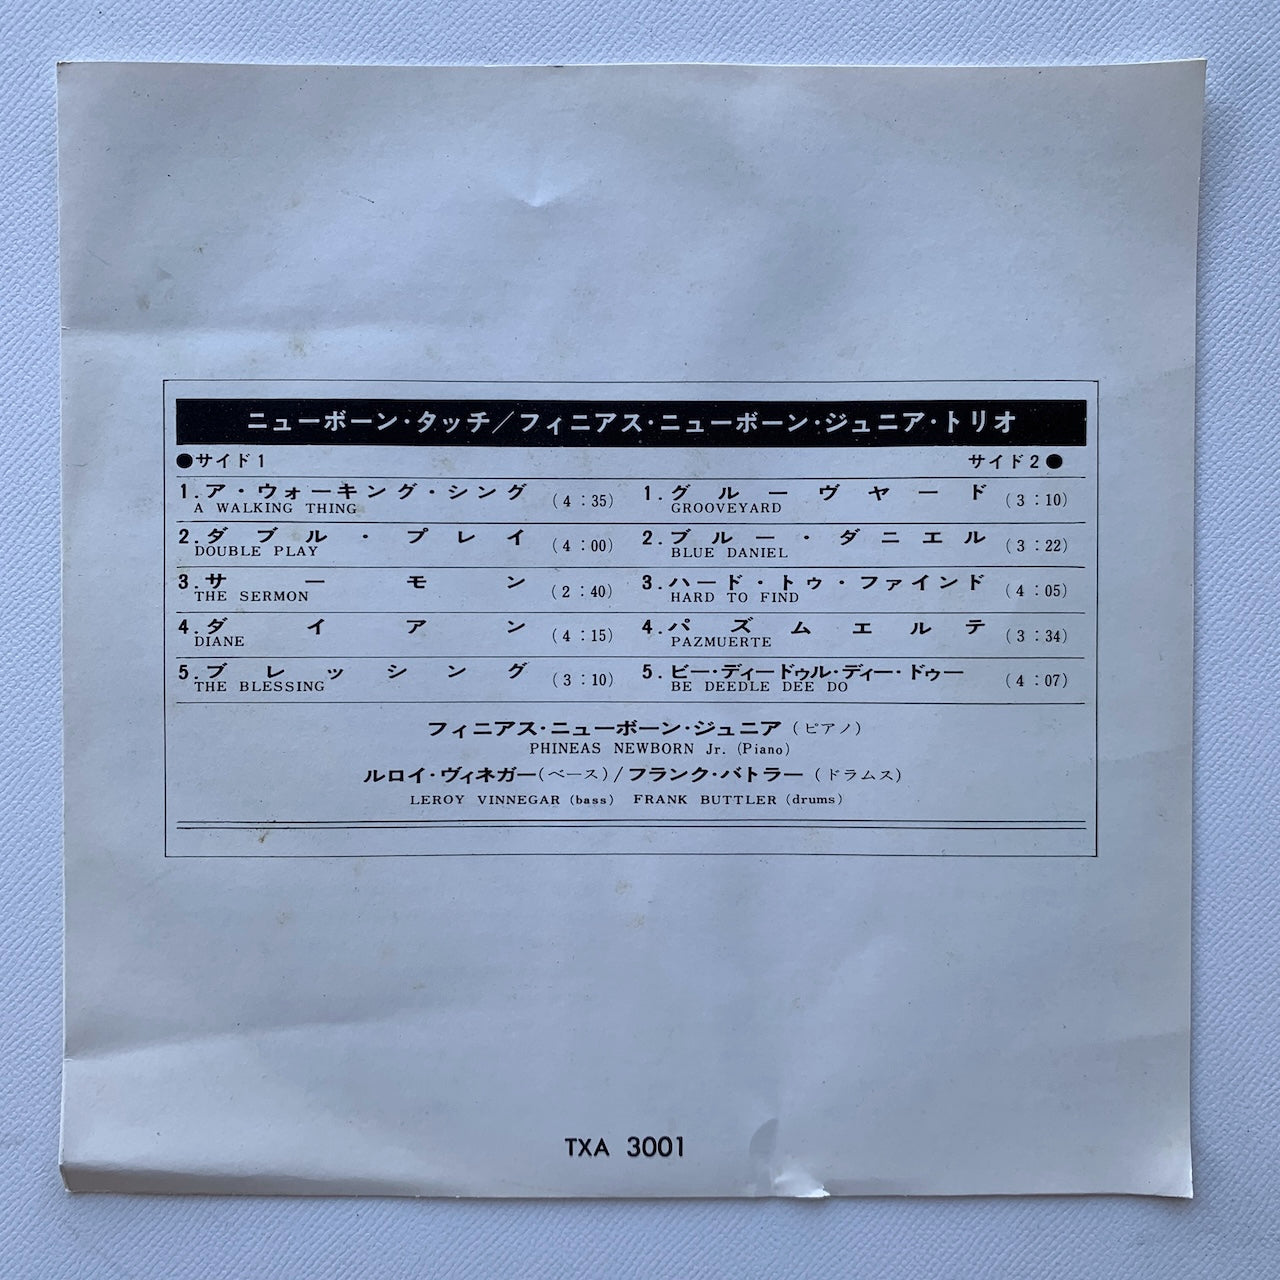 ニューボーン・タッチ／フィニアス・ニューボーン・ジュニア・トリオ
●サイド1
サイド2●
1.ア・ウォーキング・シング (4:35)
A WALKING THING
2.ダブル・プレイ (4:00)
DOUBLE PLAY
3.サーモン (2:40)
THE SERMON
4.ダイアン (4:15)
DIANE
5.ブレッシング (3:10)
THE BLESSING
1.グルーヴヤード (3:10)
GROOVEYARD
2.ブルー・ダニエル (3:22)
BLUE DANIEL
3.ハード・トゥ・ファインド (4:05)
HARD TO FIND
4.パズムエルテ (3:34)
PAZMUERTE
5.ビー・ディードゥル・ディー・ドゥー (4:07)
BE DEEDLE DEE DO
フィニアス・ニューボーン・ジュニア(ピアノ)
PHINEAS NEWBORN Jr. (Piano)
ルロイ・ヴィネガー(ベース)/フランク・バトラー(ドラムス)
LEROY VINNEGAR (bass) FRANK BUTTLER (drums)
TXA 3001